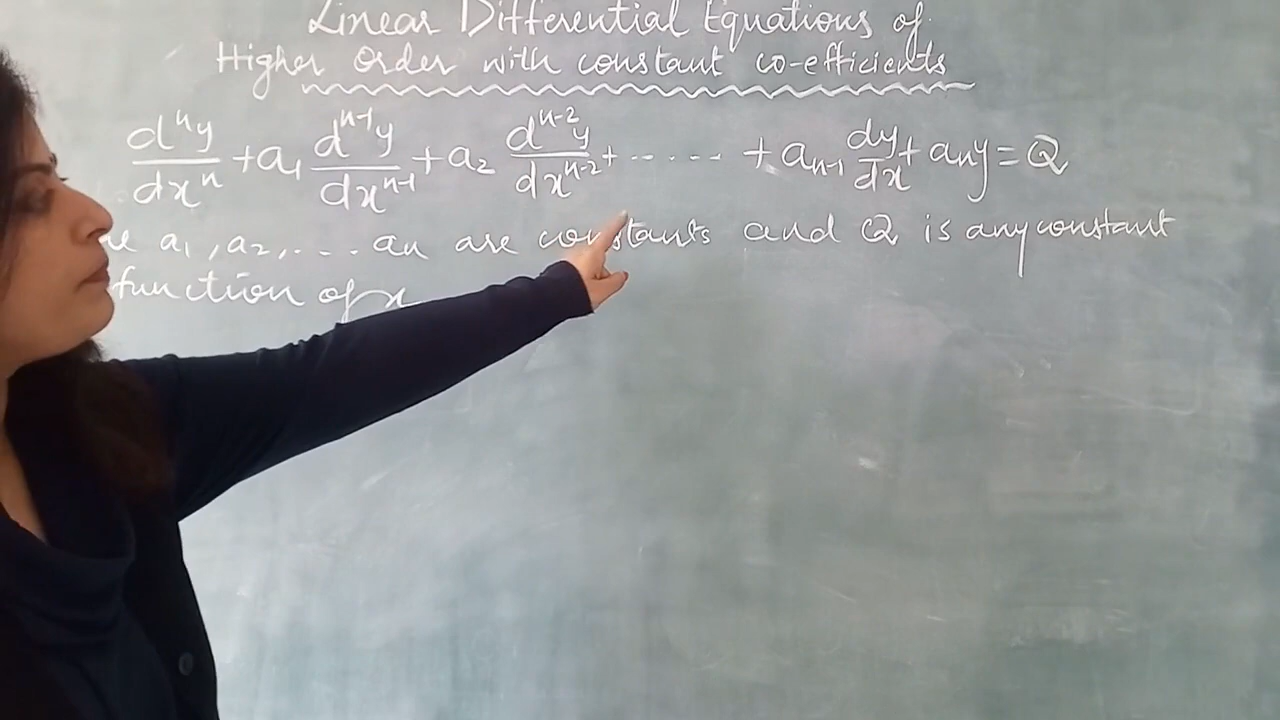 Linear Differential Equations of
Higher Order with constant co-efficients
dⁿy/dxⁿ + a₁ dⁿ⁻¹y/dxⁿ⁻¹ + a₂ dⁿ⁻²y/dxⁿ⁻² + ...... + aₙ₋₁ dy/dx + aₙy = Q
a₁, a₂, .... aₙ are constants and Q is any constant
function of x